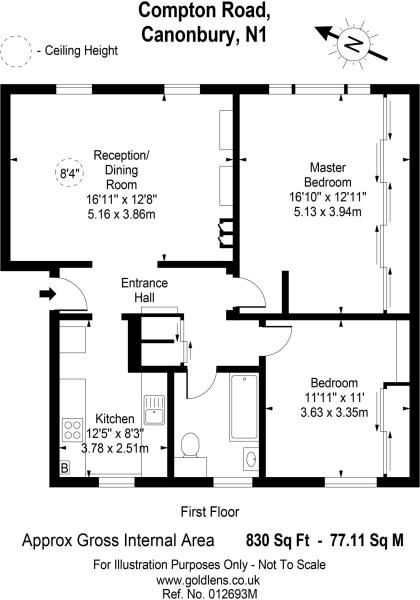 Compton Road,
Canonbury, N1
- Ceiling Height
N
8'4"
Reception/
Dining
Room
16'11" x 12'8"
5.16 x 3.86m
Master
Bedroom
16'10" x 12'11"
5.13 x 3.94m
Entrance
Hall
Kitchen
12'5" x 8'3"
3.78 x 2.51m
B
Bedroom
11'11" x 11'
3.63 x 3.35m
First Floor
Approx Gross Internal Area 830 Sq Ft - 77.11 Sq M
For Illustration Purposes Only - Not To Scale
www.goldlens.co.uk
Ref. No. 012693M